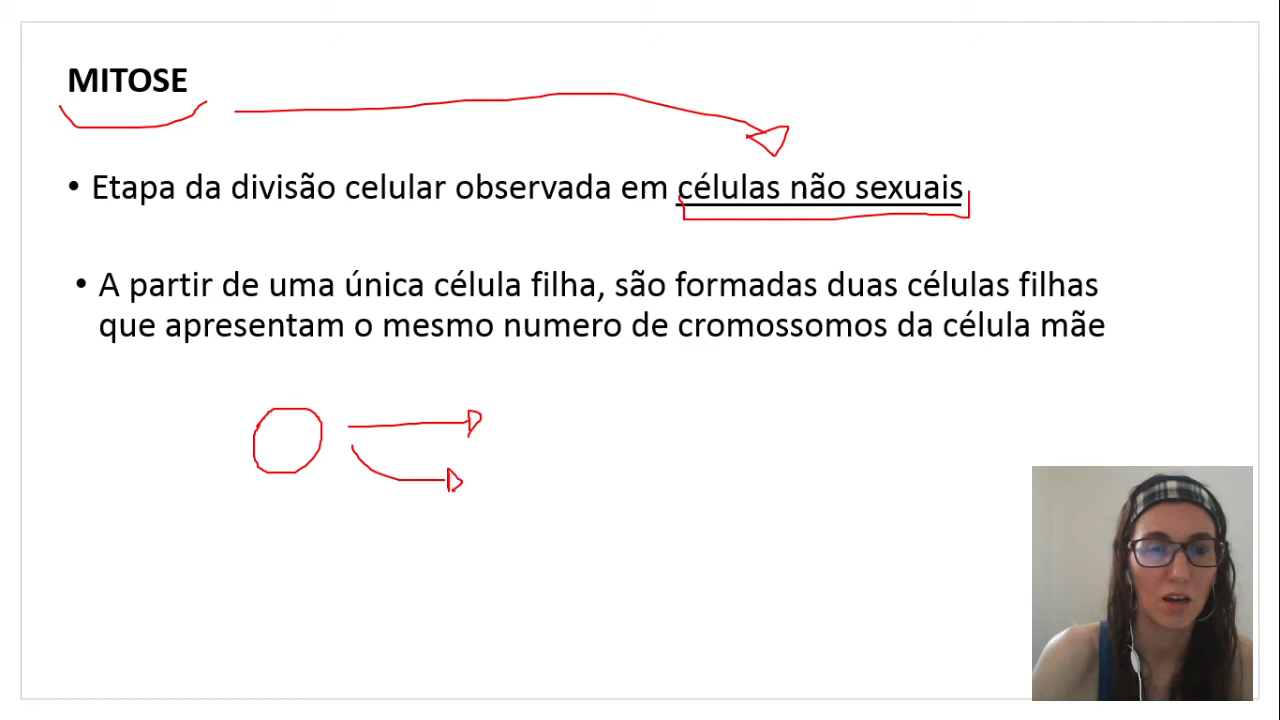 MITOSE
• Etapa da divisão celular observada em células não sexuais
• A partir de uma única célula filha, são formadas duas células filhas
que apresentam o mesmo numero de cromossomos da célula mãe